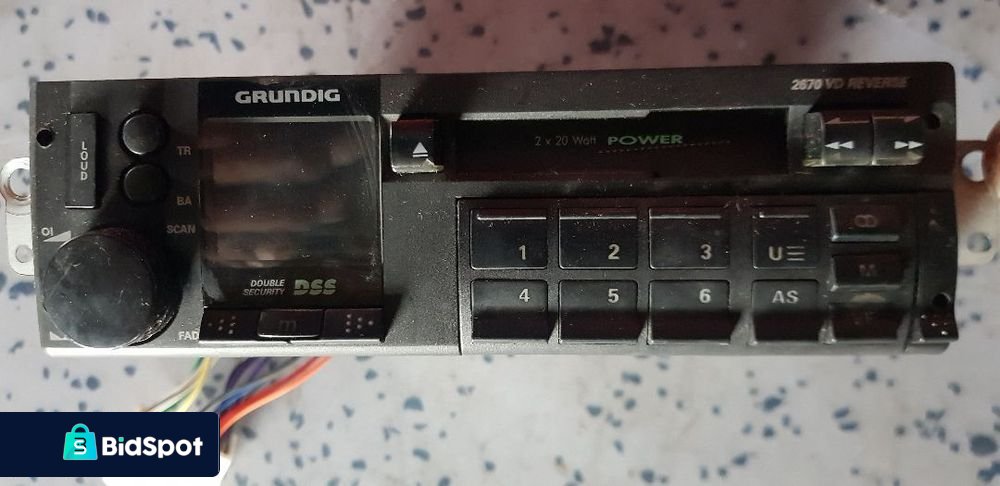 GRUNDIG
2670 VD REVERSE
LOUD
TR
BA
SCAN
2 x 20 Watt POWER
1
2
3
U
CD
M
4
5
6
AS
DOUBLE
SECURITY
DSS
m
FAD
BidSpot